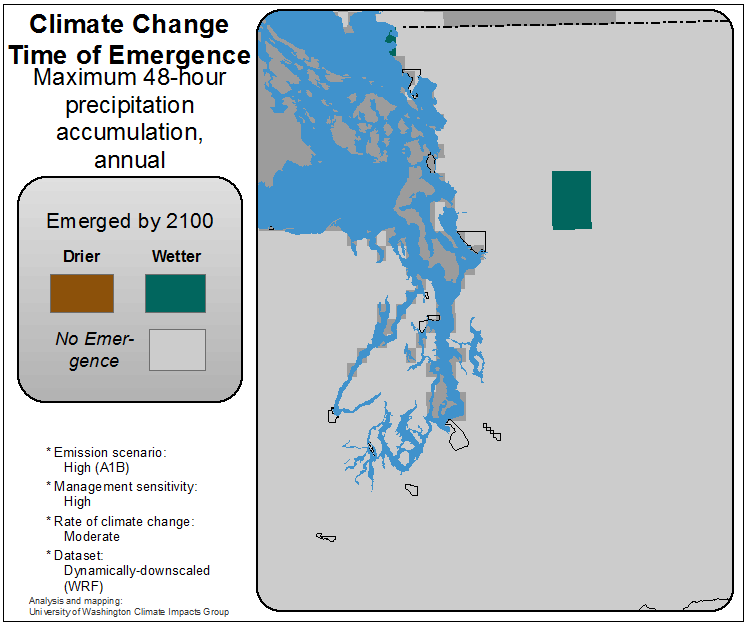 Climate Change
Time of Emergence
Maximum 48-hour
precipitation
accumulation,
annual
Emerged by 2100
Drier Wetter
No Emer-
gence
* Emission scenario:
High (A1B)
* Management sensitivity:
High
* Rate of climate change:
Moderate
* Dataset:
Dynamically-downscaled
(WRF)
Analysis and mapping:
University of Washington Climate Impacts Group